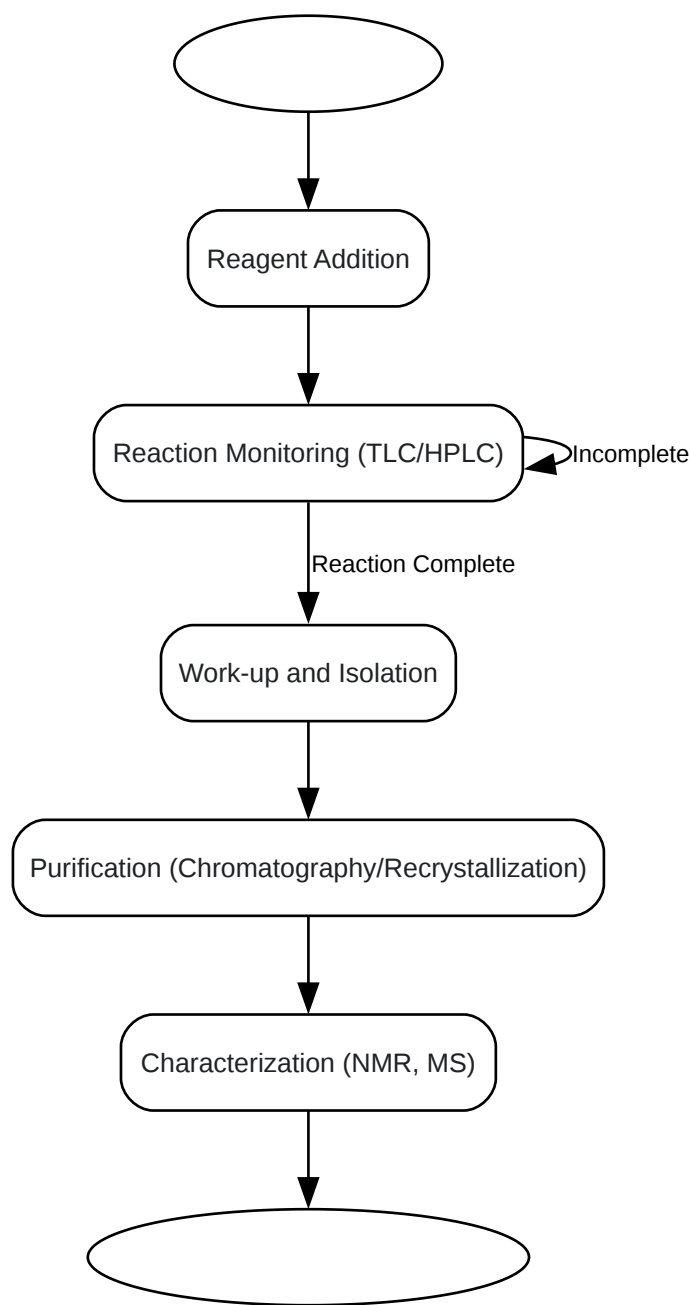 Reagent Addition
Reaction Monitoring (TLC/HPLC)
Incomplete
Reaction Complete
Work-up and Isolation
Purification (Chromatography/Recrystallization)
Characterization (NMR, MS)